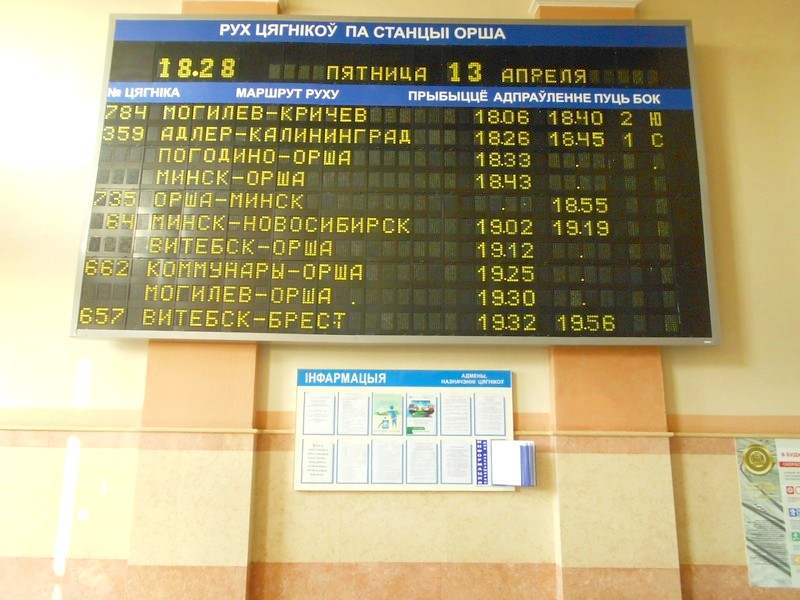 РУХ ЦЯГНІКОЎ ПА СТАНЦЫІ ОРША
18.28 ПЯТНИЦА 13 АПРЕЛЯ
№ ЦЯГНІКА МАРШРУТ РУХУ ПРЫБЫЦЦЁ АДПРАЎЛЕННЕ ПУЦЬ БОК
784 МОГИЛЕВ-КРИЧЕВ 18.06 18.40 2 Ю
359 АДЛЕР-КАЛИНИНГРАД 18.26 18.45 1 С
ПОГОДИНО-ОРША 18.33 .
МИНСК-ОРША 18.43 .
735 ОРША-МИНСК . 18.55
64 МИНСК-НОВОСИБИРСК 19.02 19.19
ВИТЕБСК-ОРША 19.12 .
662 КОММУНАРЫ-ОРША 19.25 .
МОГИЛЕВ-ОРША . 19.30 .
657 ВИТЕБСК-БРЕСТ 19.32 19.56
ІНФАРМАЦЫЯ
АДМЕНЫ,
НАЗНАЧЭННЕ ЦЯГНІКОЎ